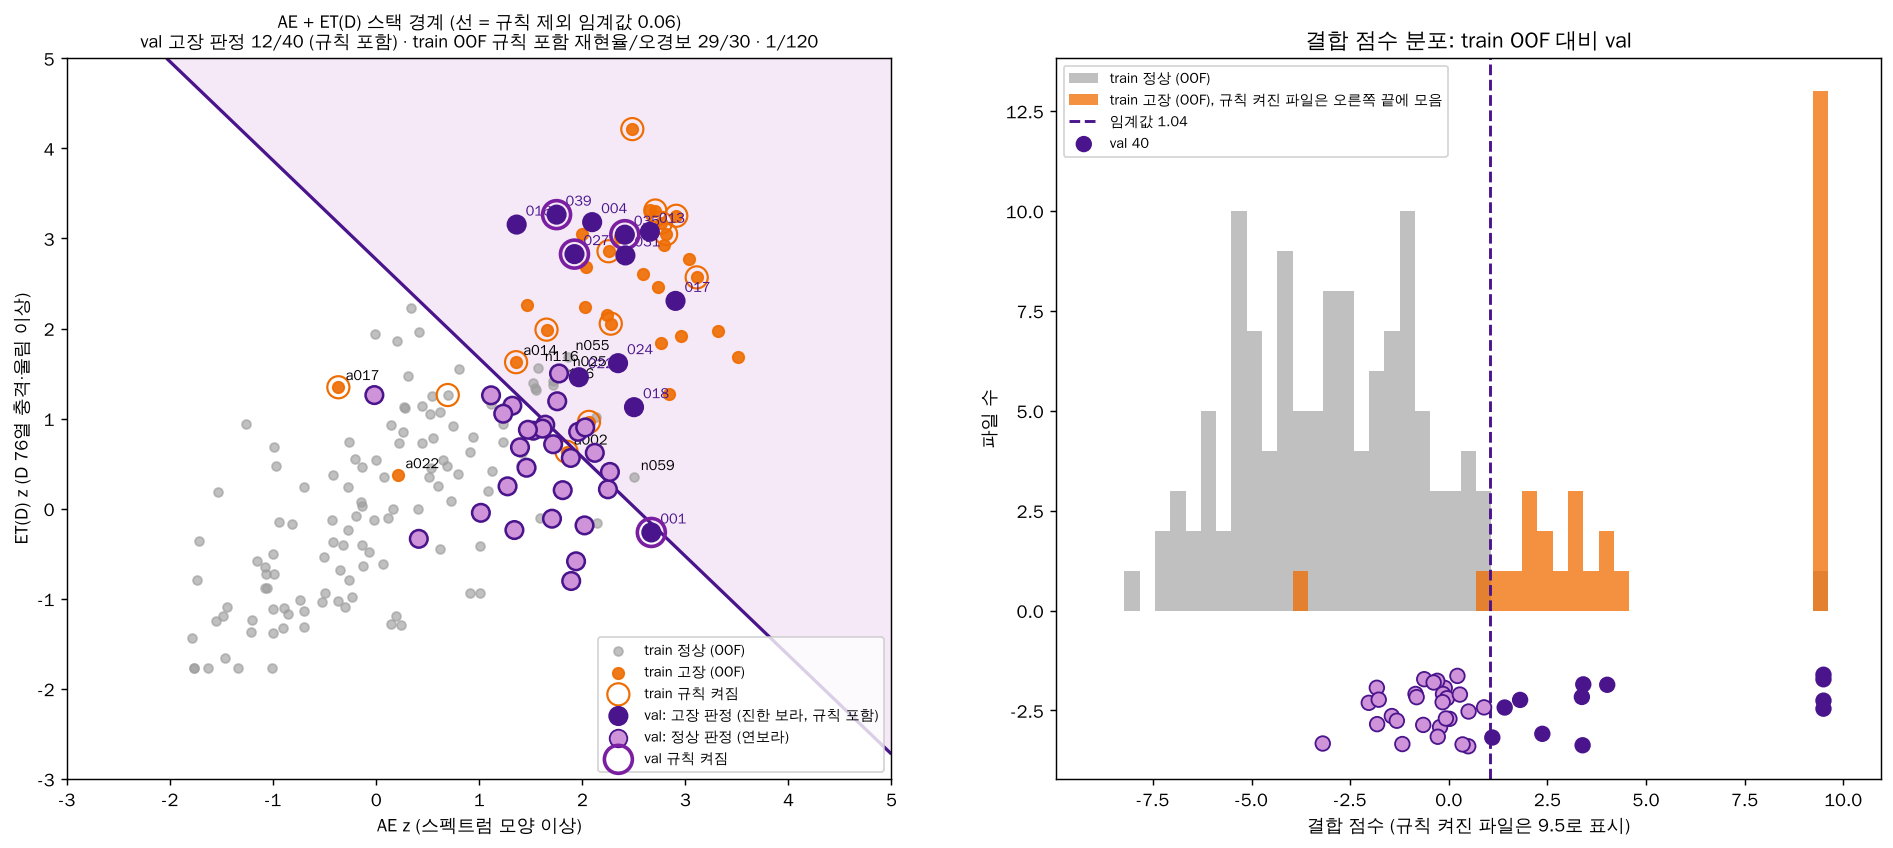 AE + ET(D) 스택 경계 (선 = 규칙 제외 임계값 0.06)
val 고장 판정 12/40 (규칙 포함) · train OOF 규칙 포함 재현율/오경보 29/30 · 1/120
ET(D) z (D 76열 충격·울림 이상)
5
4
3
2
1
0
-1
-2
-3
-3
-2
-1
0
1
2
3
4
5
AE z (스펙트럼 모양 이상)
039
004
035
013
027
031
017
n055
a014
n116
n025
024
a017
018
a002
a022
n059
001
train 정상 (OOF)
train 고장 (OOF)
train 규칙 켜짐
val: 고장 판정 (진한 보라, 규칙 포함)
val: 정상 판정 (연보라)
val 규칙 켜짐
결합 점수 분포: train OOF 대비 val
train 정상 (OOF)
train 고장 (OOF), 규칙 켜진 파일은 오른쪽 끝에 모음
임계값 1.04
val 40
파일 수
12.5
10.0
7.5
5.0
2.5
0.0
-2.5
-7.5
-5.0
-2.5
0.0
2.5
5.0
7.5
10.0
결합 점수 (규칙 켜진 파일은 9.5로 표시)